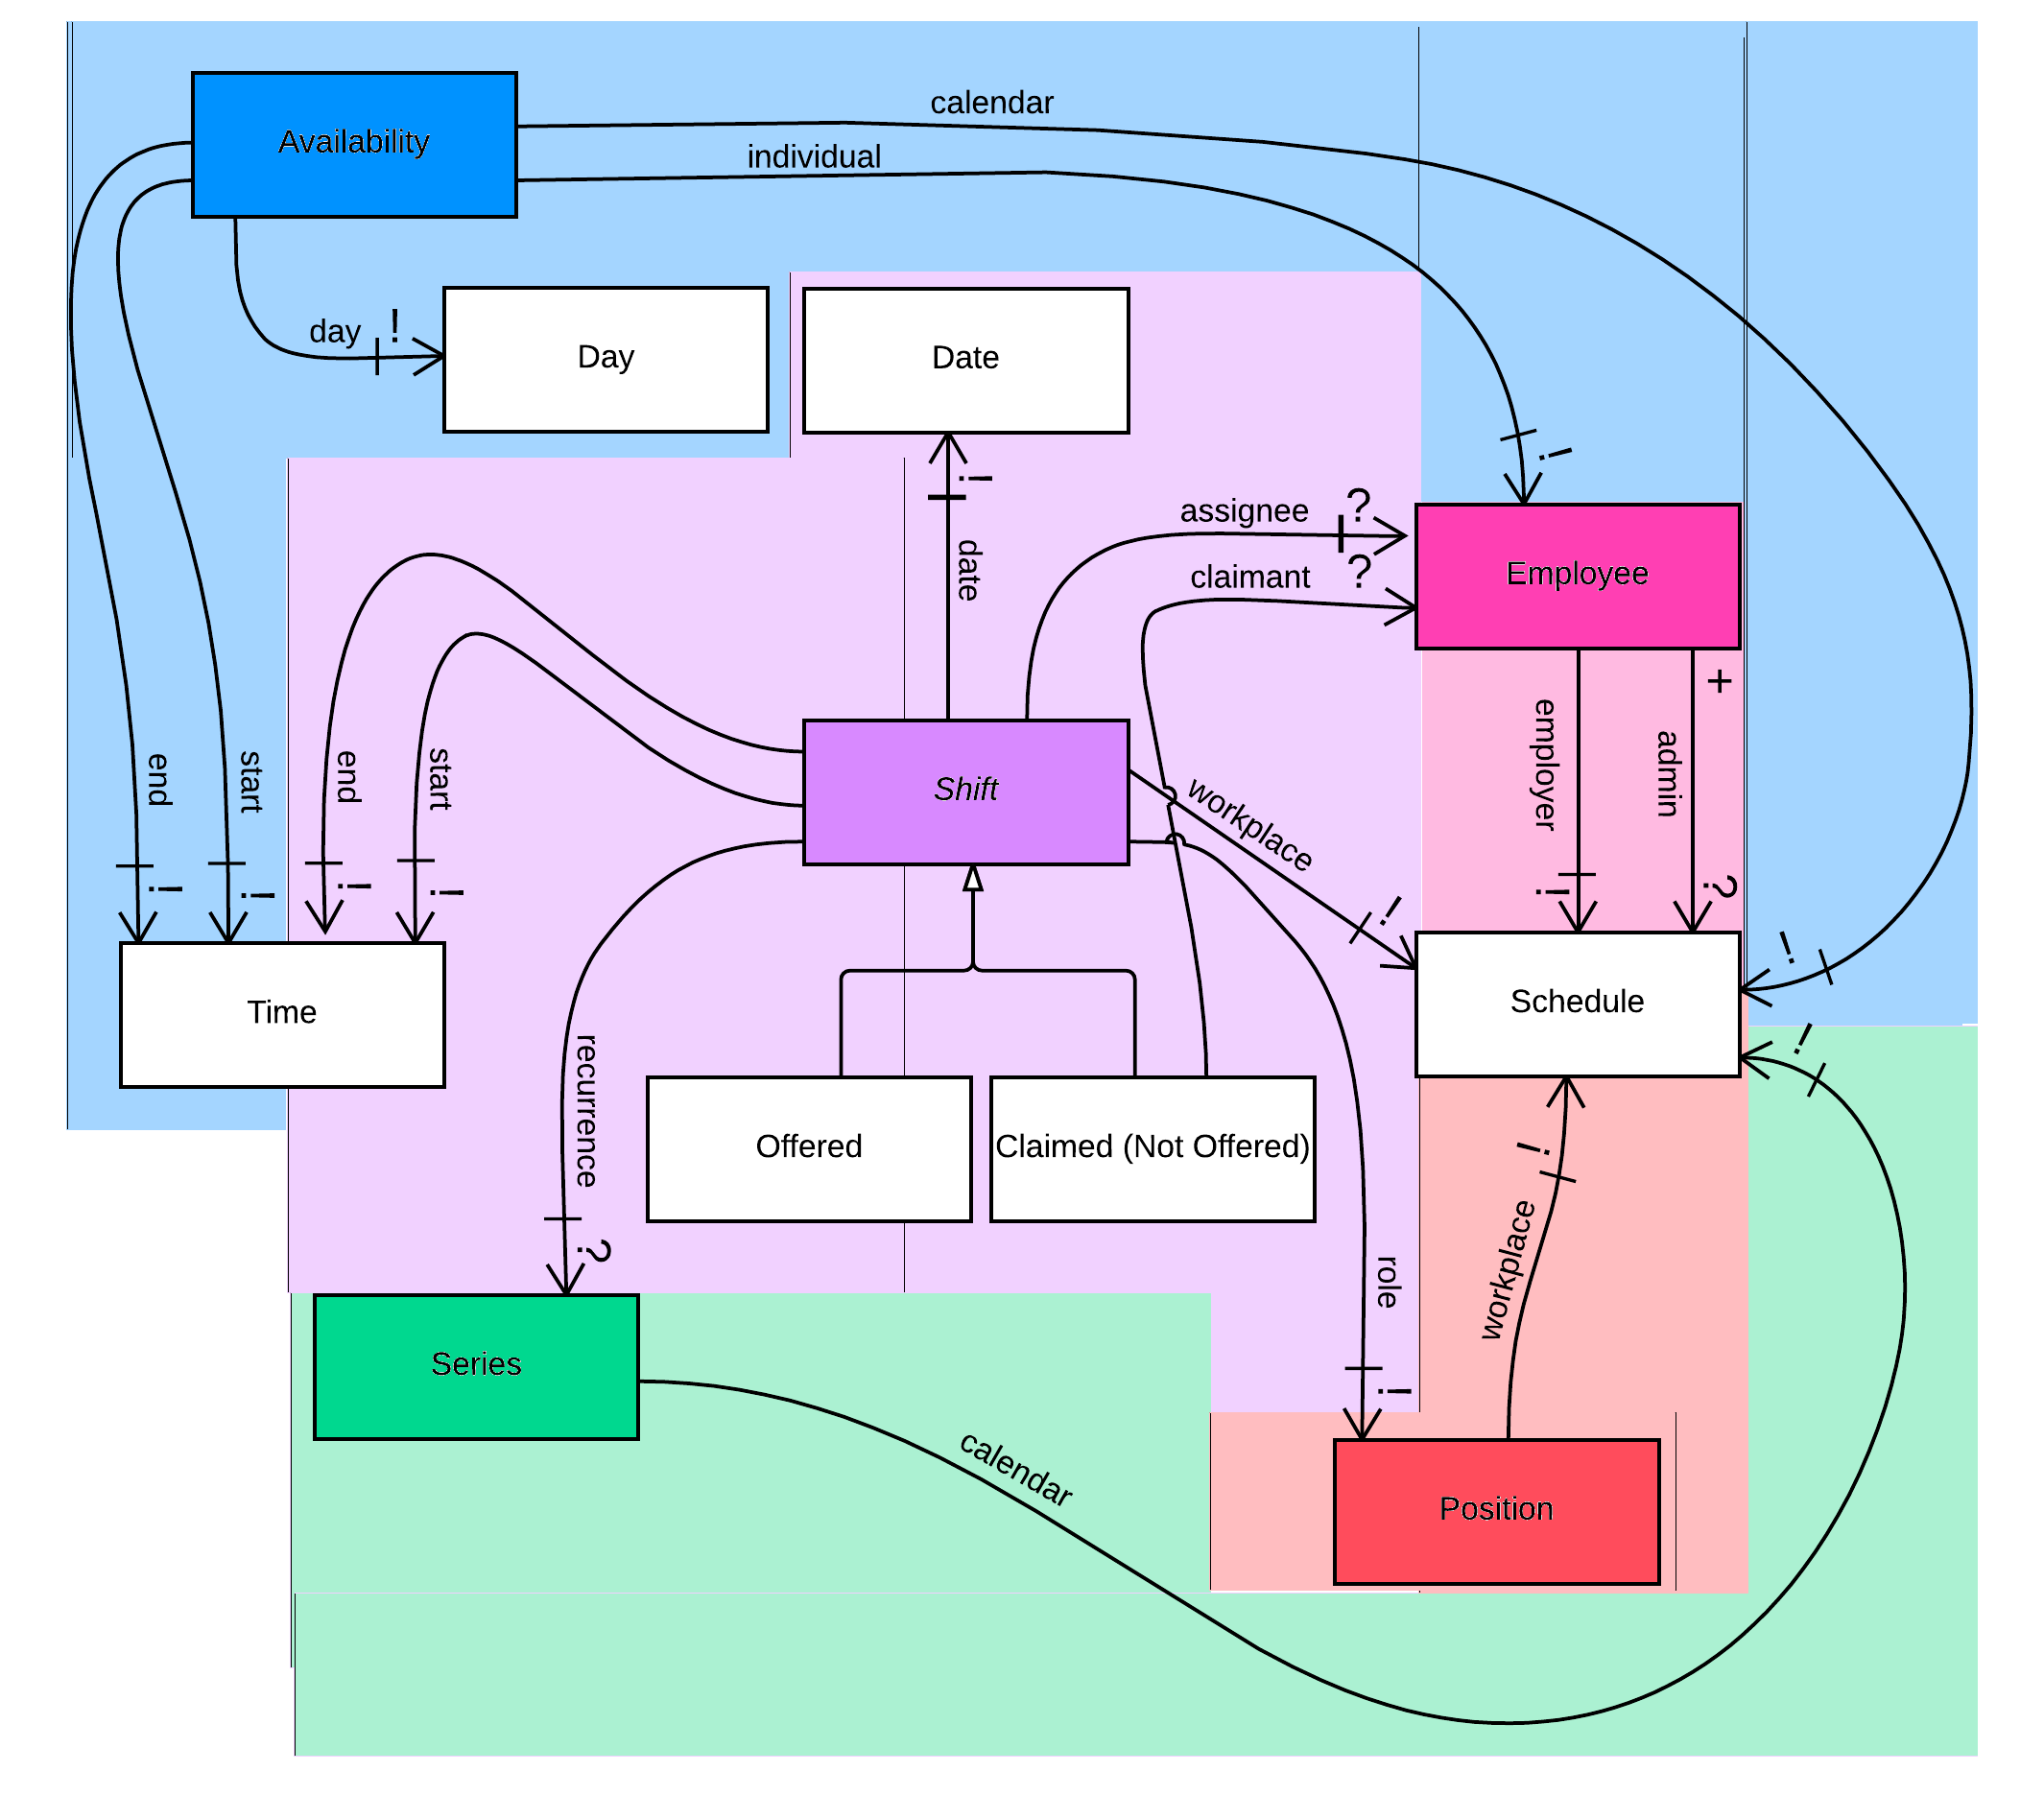 calendar
Availability
individual
day !
Day
Date
!
!
assignee ?
date
claimant ?
Employee
+
employer
admin
end
start
end
start
Shift
workplace
!
!
!
!
!
!
?
!
Time
Schedule
!
recurrence
Offered
Claimed (Not Offered)
!
workplace
?
role
Series
!
calendar
Position